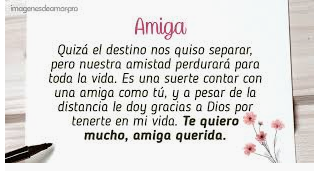 imagenesdeamorpro
Amiga
Quizá el destino nos quiso separar,
pero nuestra amistad perdurará para
toda la vida. Es una suerte contar con
una amiga como tú, y a pesar de la
distancia le doy gracias a Dios por
tenerte en mi vida. Te quiero
mucho, amiga querida.